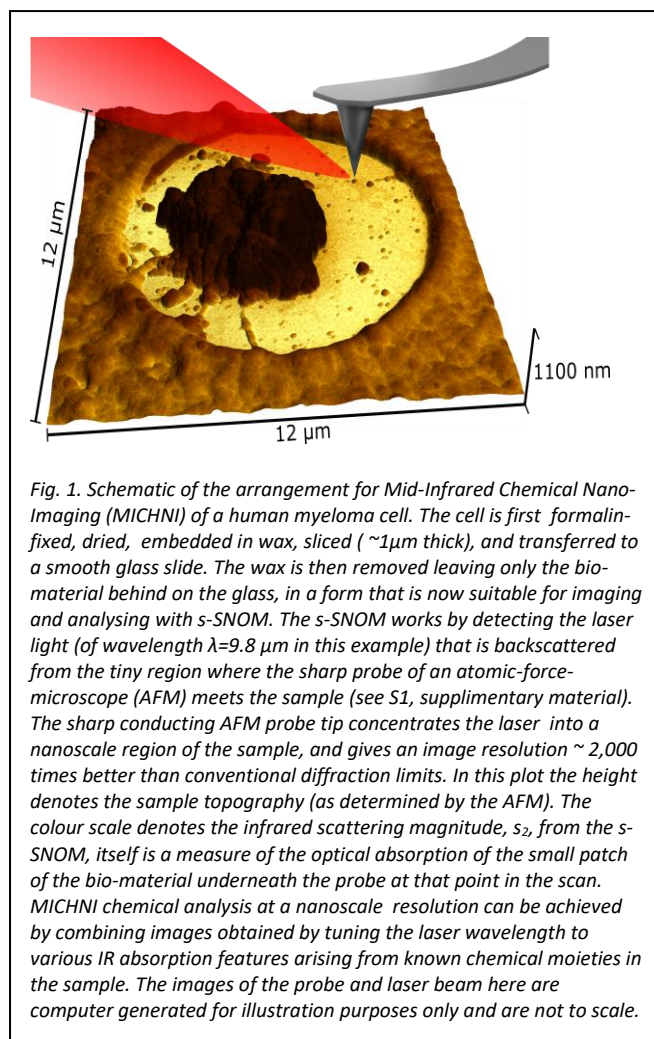 12 µm
1100 nm
12 µm
Fig. 1. Schematic of the arrangement for Mid-Infrared Chemical Nano-
Imaging (MICHNI) of a human myeloma cell. The cell is first formalin-
fixed, dried, embedded in wax, sliced ( ~1µm thick), and transferred to
a smooth glass slide. The wax is then removed leaving only the bio-
material behind on the glass, in a form that is now suitable for imaging
and analysing with s-SNOM. The s-SNOM works by detecting the laser
light (of wavelength λ=9.8 µm in this example) that is backscattered
from the tiny region where the sharp probe of an atomic-force-
microscope (AFM) meets the sample (see S1, supplimentary material).
The sharp conducting AFM probe tip concentrates the laser into a
nanoscale region of the sample, and gives an image resolution ~ 2,000
times better than conventional diffraction limits. In this plot the height
denotes the sample topography (as determined by the AFM). The
colour scale denotes the infrared scattering magnitude, s₂, from the s-
SNOM, itself is a measure of the optical absorption of the small patch
of the bio-material underneath the probe at that point in the scan.
MICHNI chemical analysis at a nanoscale resolution can be achieved
by combining images obtained by tuning the laser wavelength to
various IR absorption features arising from known chemical moieties in
the sample. The images of the probe and laser beam here are
computer generated for illustration purposes only and are not to scale.